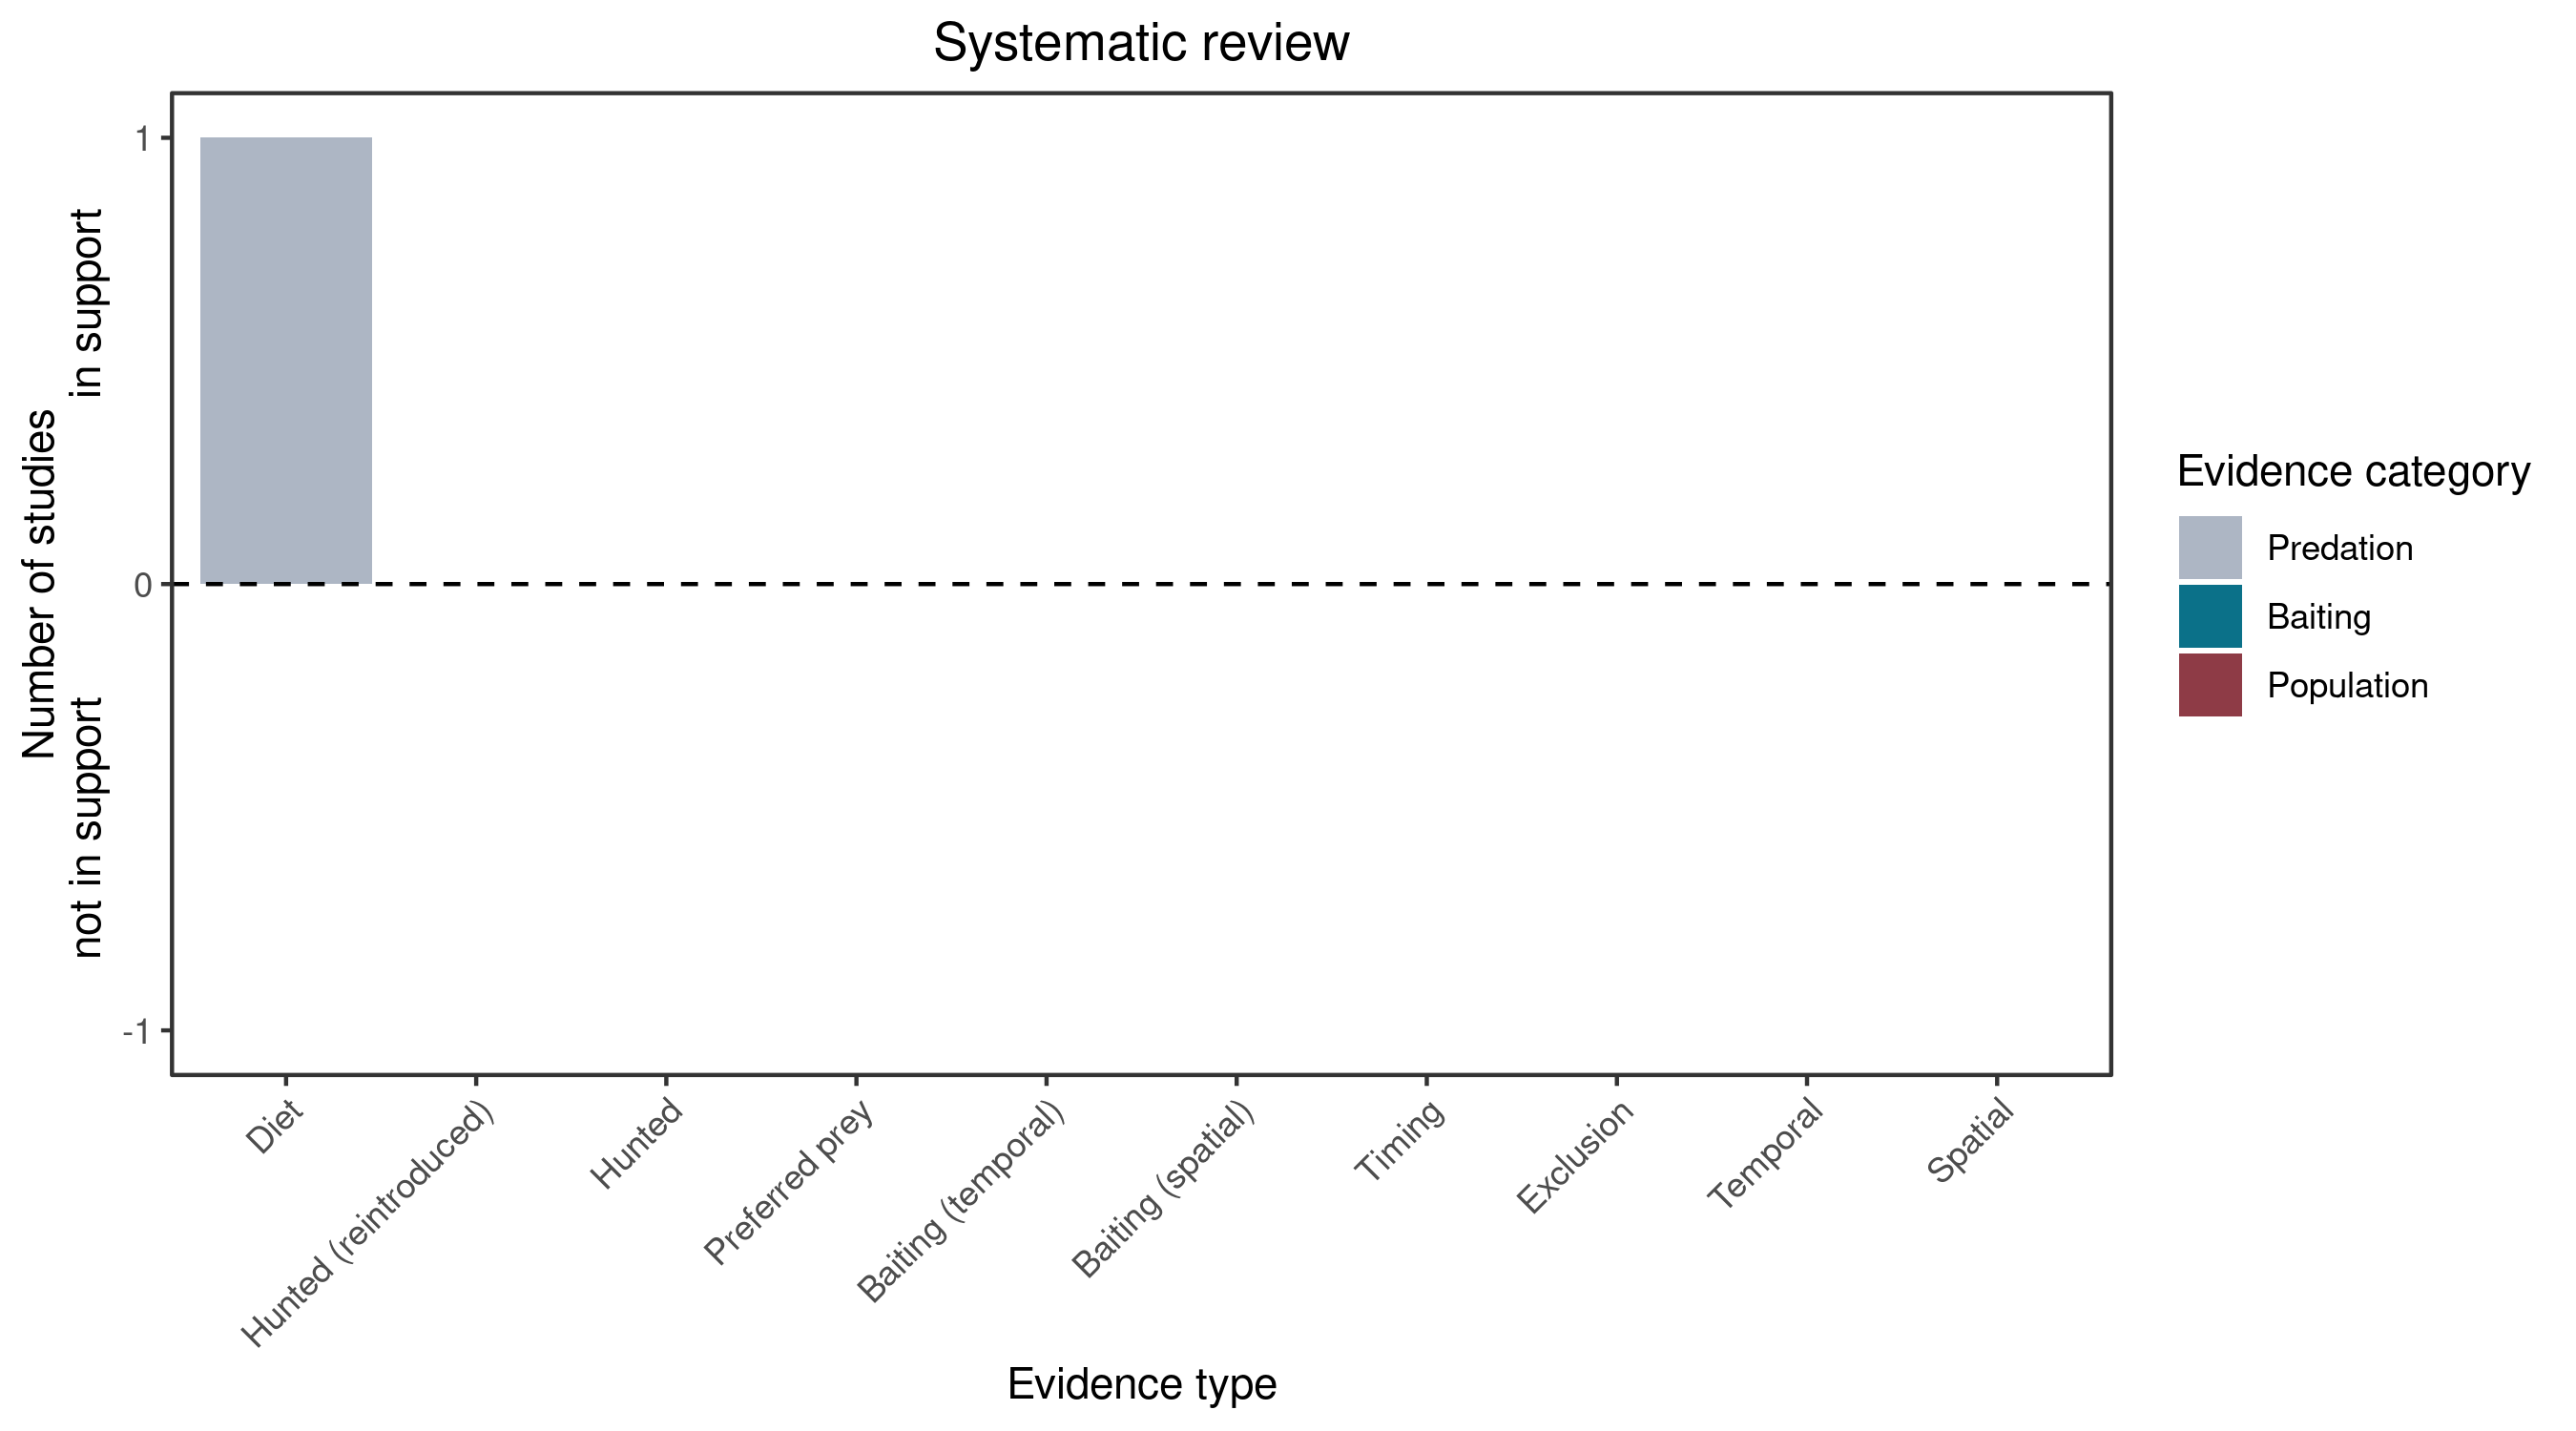 Systematic review
Number of studies
not in support
in support
1
0
-1
Diet
Hunted (reintroduced)
Hunted
Preferred prey
Baiting (temporal)
Baiting (spatial)
Timing
Exclusion
Temporal
Spatial
Evidence type
Evidence category
Predation
Baiting
Population